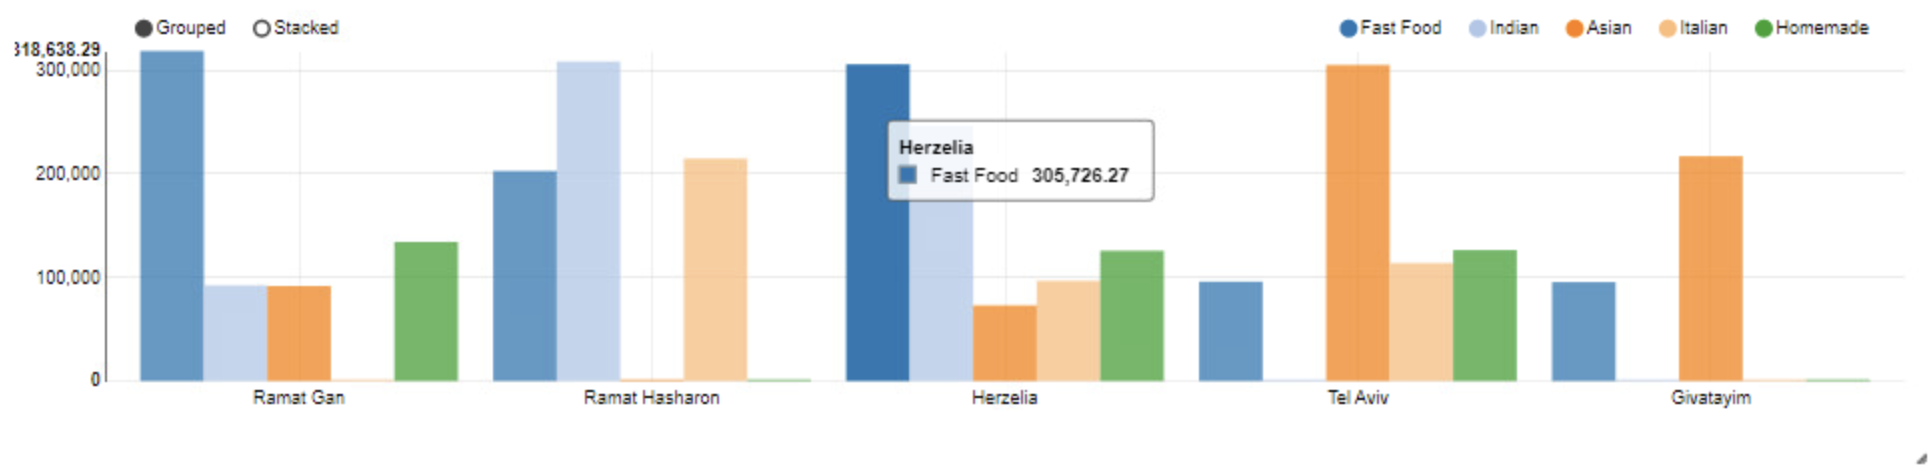 Grouped Stacked Fast Food Indian Asian Italian Homemade
318,638.29
300,000
200,000
100,000
0
Herzelia
Fast Food 305,726.27
Ramat Gan Ramat Hasharon Herzelia Tel Aviv Givatayim